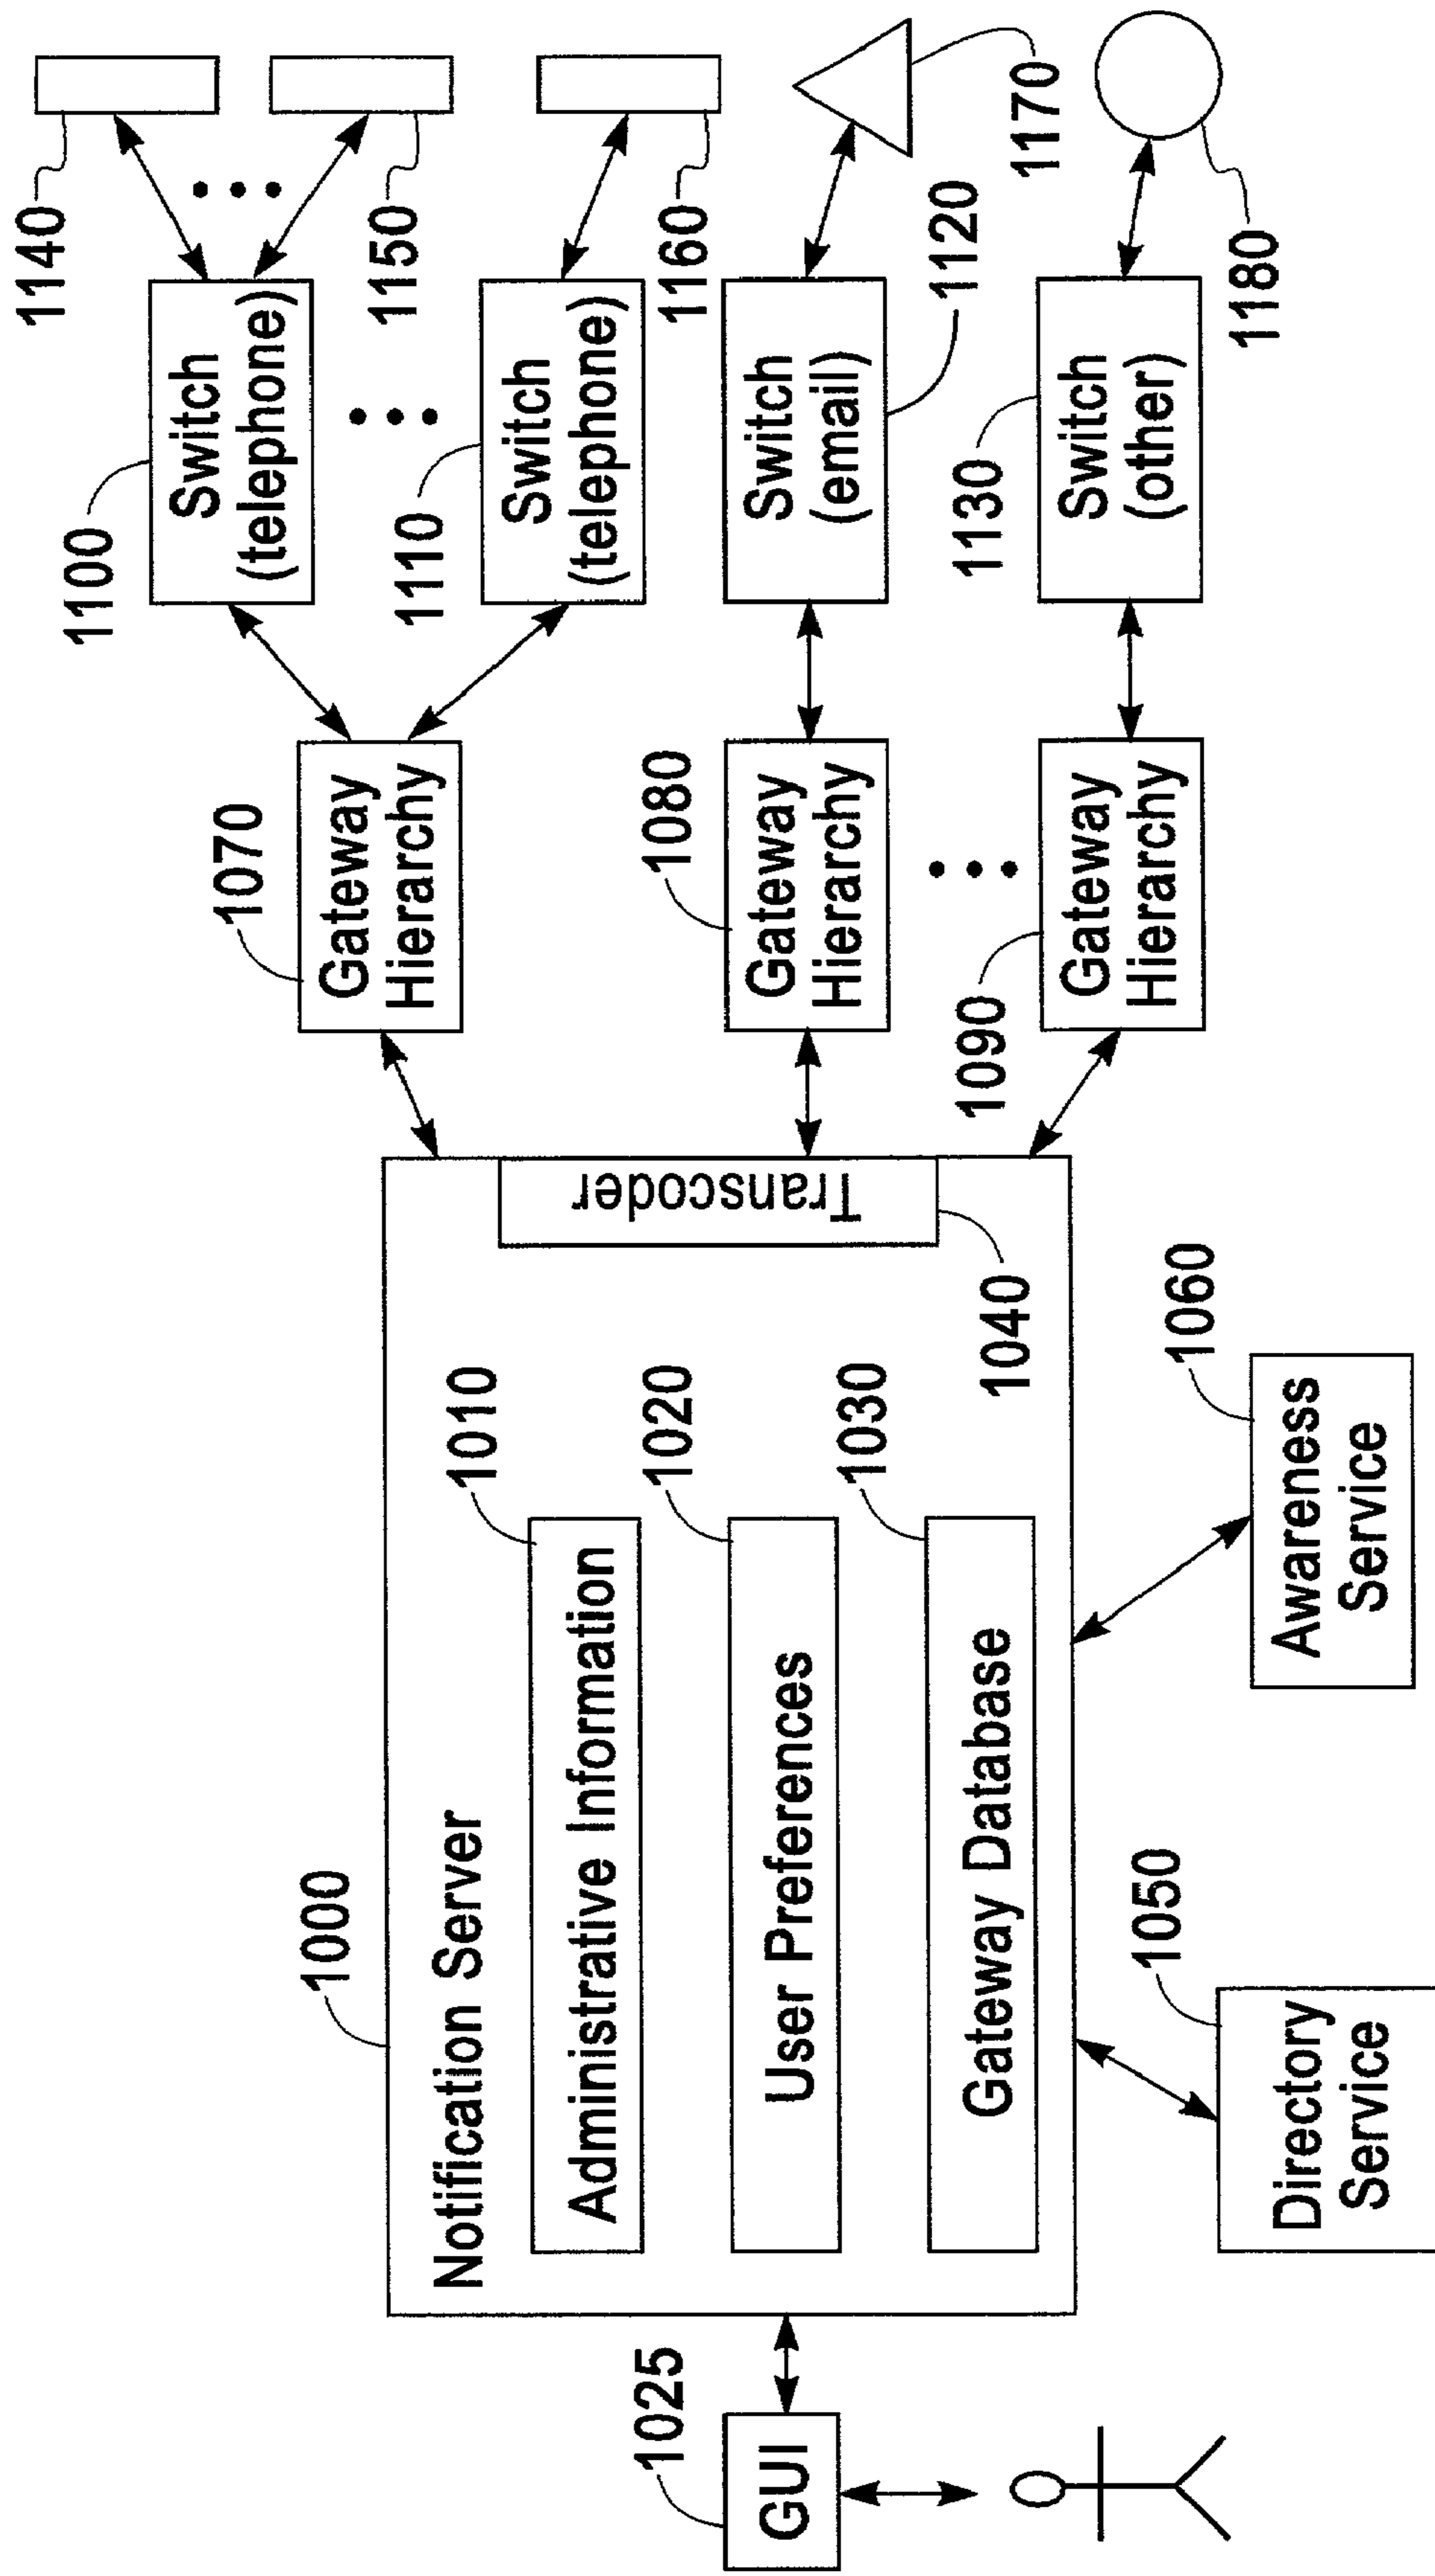 1000
Notification Server
1010
Administrative Information
1020
User Preferences
1030
Gateway Database
1040
Transcoder
1025
GUI
1050
Directory
Service
1060
Awareness
Service
1070
Gateway
Hierarchy
1080
Gateway
Hierarchy
1090
Gateway
Hierarchy
1100
Switch
(telephone)
1110
Switch
(telephone)
1120
Switch
(email)
1130
Switch
(other)
1140
1150
1160
1170
1180